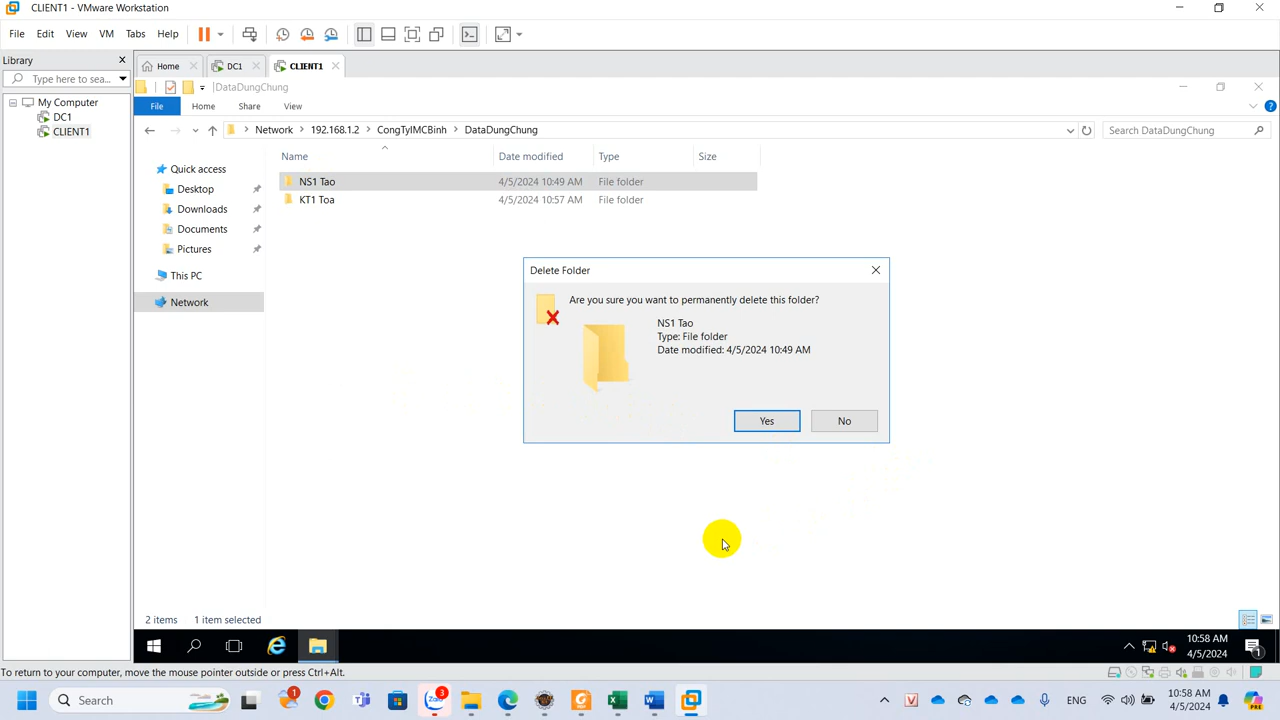 CLIENT1 - VMware Workstation
File Edit View VM Tabs Help
Library
Type here to sea...
My Computer
DC1
CLIENT1
Home
DC1
CLIENT1
DataDungChung
File Home Share View
Network > 192.168.1.2 > CongTyIMCBinh > DataDungChung
Search DataDungChung
Quick access
Desktop
Downloads
Documents
Pictures
This PC
Network
Name Date modified Type Size
NS1 Tao 4/5/2024 10:49 AM File folder
KT1 Toa 4/5/2024 10:57 AM File folder
Delete Folder
Are you sure you want to permanently delete this folder?
NS1 Tao
Type: File folder
Date modified: 4/5/2024 10:49 AM
Yes No
2 items 1 item selected
10:58 AM
4/5/2024
1
To return to your computer, move the mouse pointer outside or press Ctrl+Alt.
Search
1
3
ENG
10:58 AM
4/5/2024